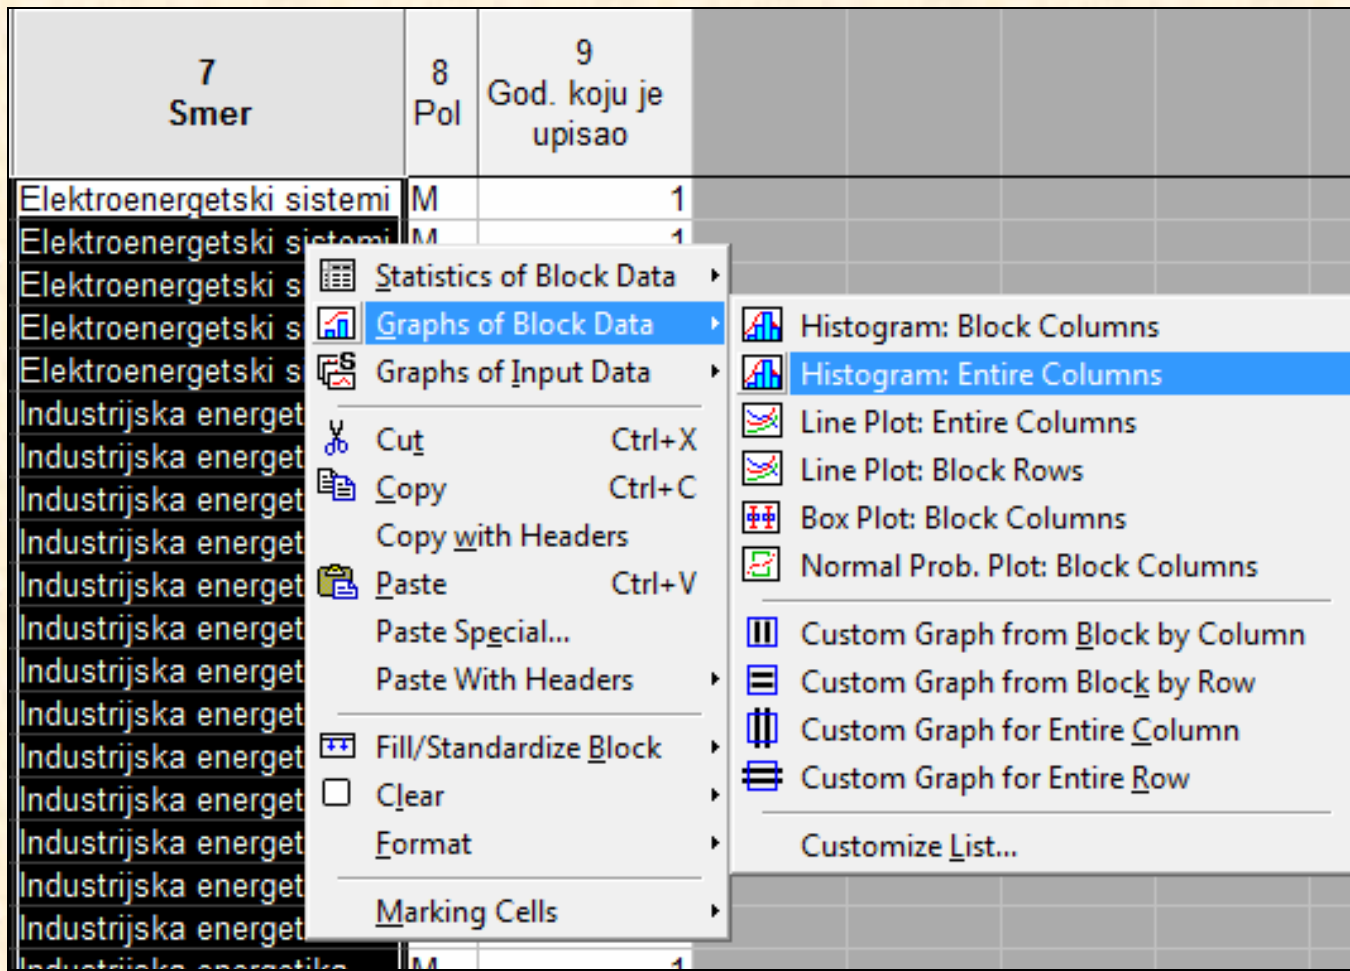 7
Smer
8
Pol
9
God. koju je
upisao
Elektroenergetski sistemi M 1
Elektroenergetski sistemi M 1
Elektroenergetski s
Elektroenergetski s
Elektroenergetski s
Industrijska energet
Industrijska energet
Industrijska energet
Industrijska energet
Industrijska energet
Industrijska energet
Industrijska energet
Industrijska energet
Industrijska energet
Industrijska energet
Industrijska energet
Industrijska energet
Industrijska energet
Industrijska energetika M 1
Statistics of Block Data
Graphs of Block Data
Graphs of Input Data
Cut Ctrl+X
Copy Ctrl+C
Copy with Headers
Paste Ctrl+V
Paste Special...
Paste With Headers
Fill/Standardize Block
Clear
Format
Marking Cells
Histogram: Block Columns
Histogram: Entire Columns
Line Plot: Entire Columns
Line Plot: Block Rows
Box Plot: Block Columns
Normal Prob. Plot: Block Columns
Custom Graph from Block by Column
Custom Graph from Block by Row
Custom Graph for Entire Column
Custom Graph for Entire Row
Customize List...